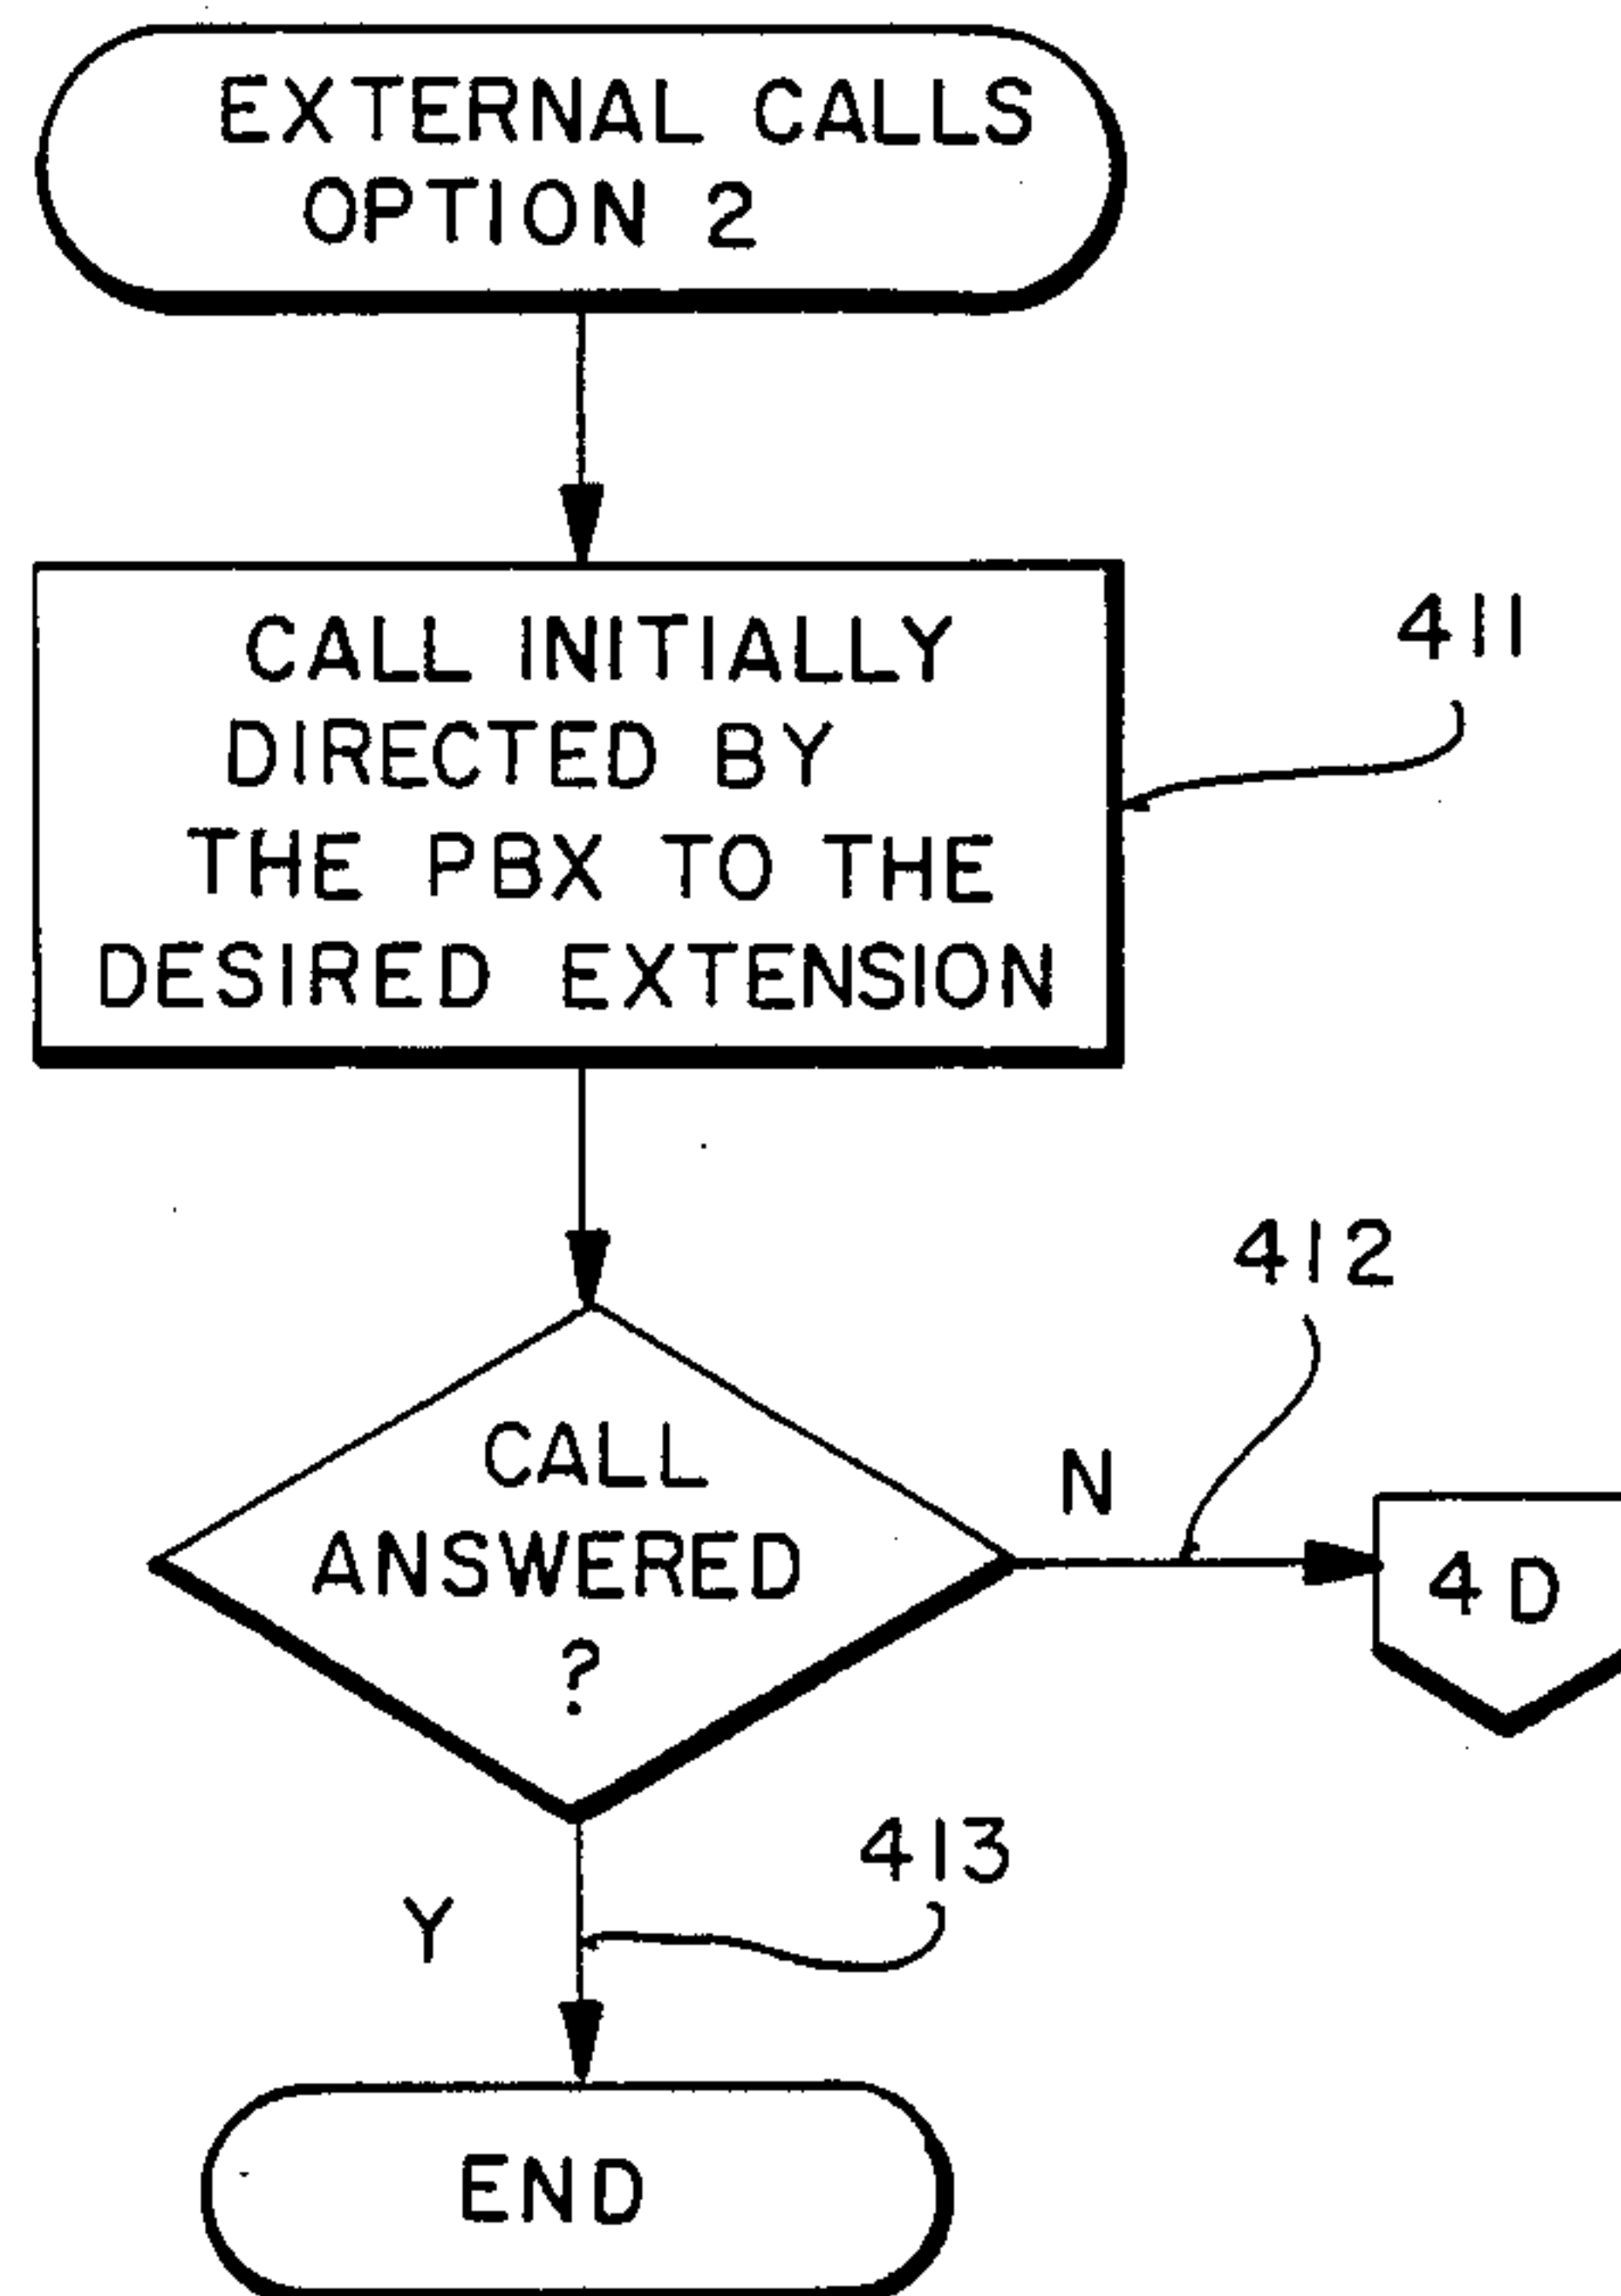 EXTERNAL CALLS
OPTION 2
CALL INITIALLY
DIRECTED BY
THE PBX TO THE
DESIRED EXTENSION
411
412
CALL
ANSWERED
?
N
4D
413
Y
END